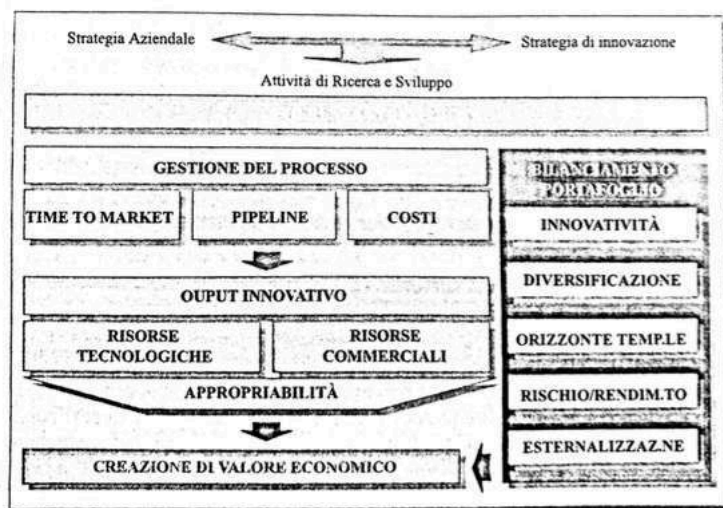 Strategia Aziendale
Strategia di innovazione
Attività di Ricerca e Sviluppo
GESTIONE DEL PROCESSO
TIME TO MARKET
PIPELINE
COSTI
OUPUT INNOVATIVO
RISORSE
TECNOLOGICHE
RISORSE
COMMERCIALI
APPROPRIABILITÀ
CREAZIONE DI VALORE ECONOMICO
BILANCIAMENTO
PORTAFOGLIO
INNOVATIVITÀ
DIVERSIFICAZIONE
ORIZZONTE TEMP.LE
RISCHIO/RENDIM.TO
ESTERNALIZZAZ.NE